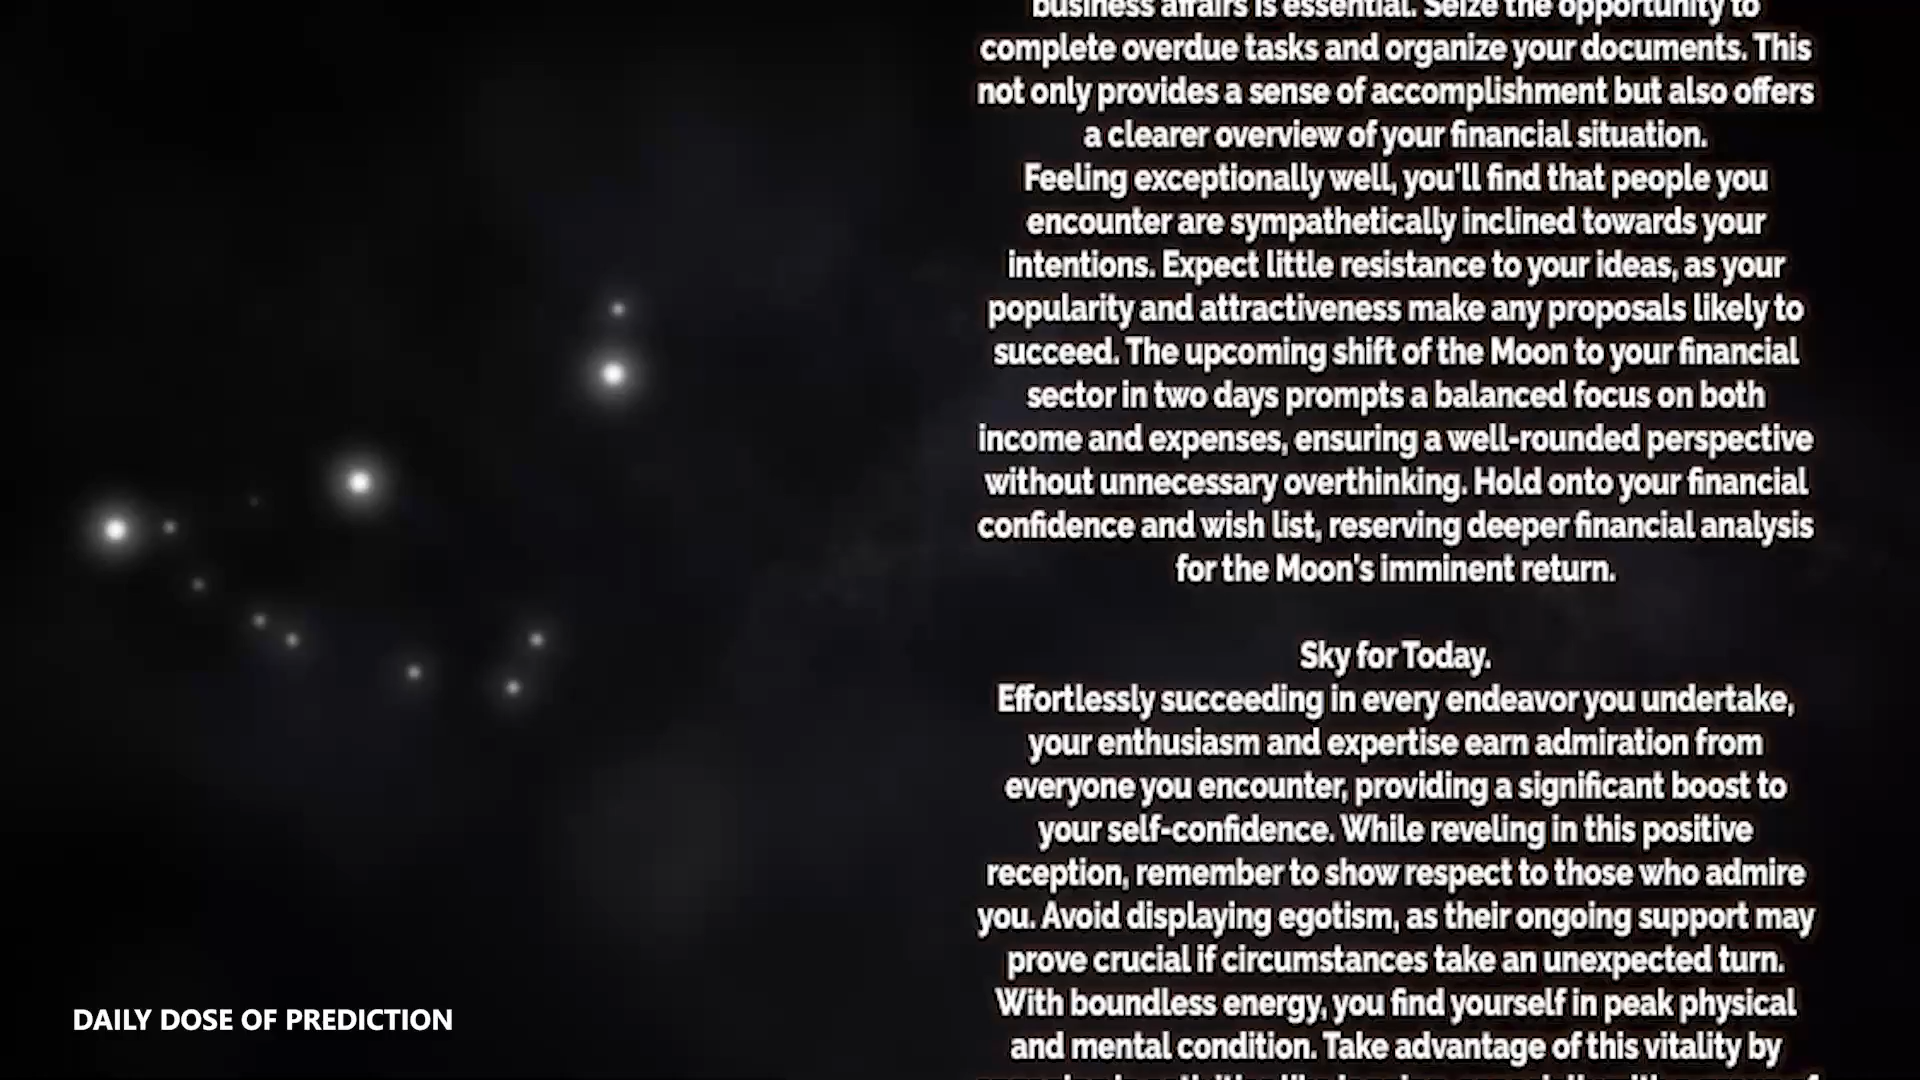 business affairs is essential. Seize the opportunity to
complete overdue tasks and organize your documents. This
not only provides a sense of accomplishment but also offers
a clearer overview of your financial situation.
Feeling exceptionally well, you'll find that people you
encounter are sympathetically inclined towards your
intentions. Expect little resistance to your ideas, as your
popularity and attractiveness make any proposals likely to
succeed. The upcoming shift of the Moon to your financial
sector in two days prompts a balanced focus on both
income and expenses, ensuring a well-rounded perspective
without unnecessary overthinking. Hold onto your financial
confidence and wish list, reserving deeper financial analysis
for the Moon's imminent return.
Sky for Today.
Effortlessly succeeding in every endeavor you undertake,
your enthusiasm and expertise earn admiration from
everyone you encounter, providing a significant boost to
your self-confidence. While reveling in this positive
reception, remember to show respect to those who admire
you. Avoid displaying egotism, as their ongoing support may
prove crucial if circumstances take an unexpected turn.
With boundless energy, you find yourself in peak physical
and mental condition. Take advantage of this vitality by
DAILY DOSE OF PREDICTION